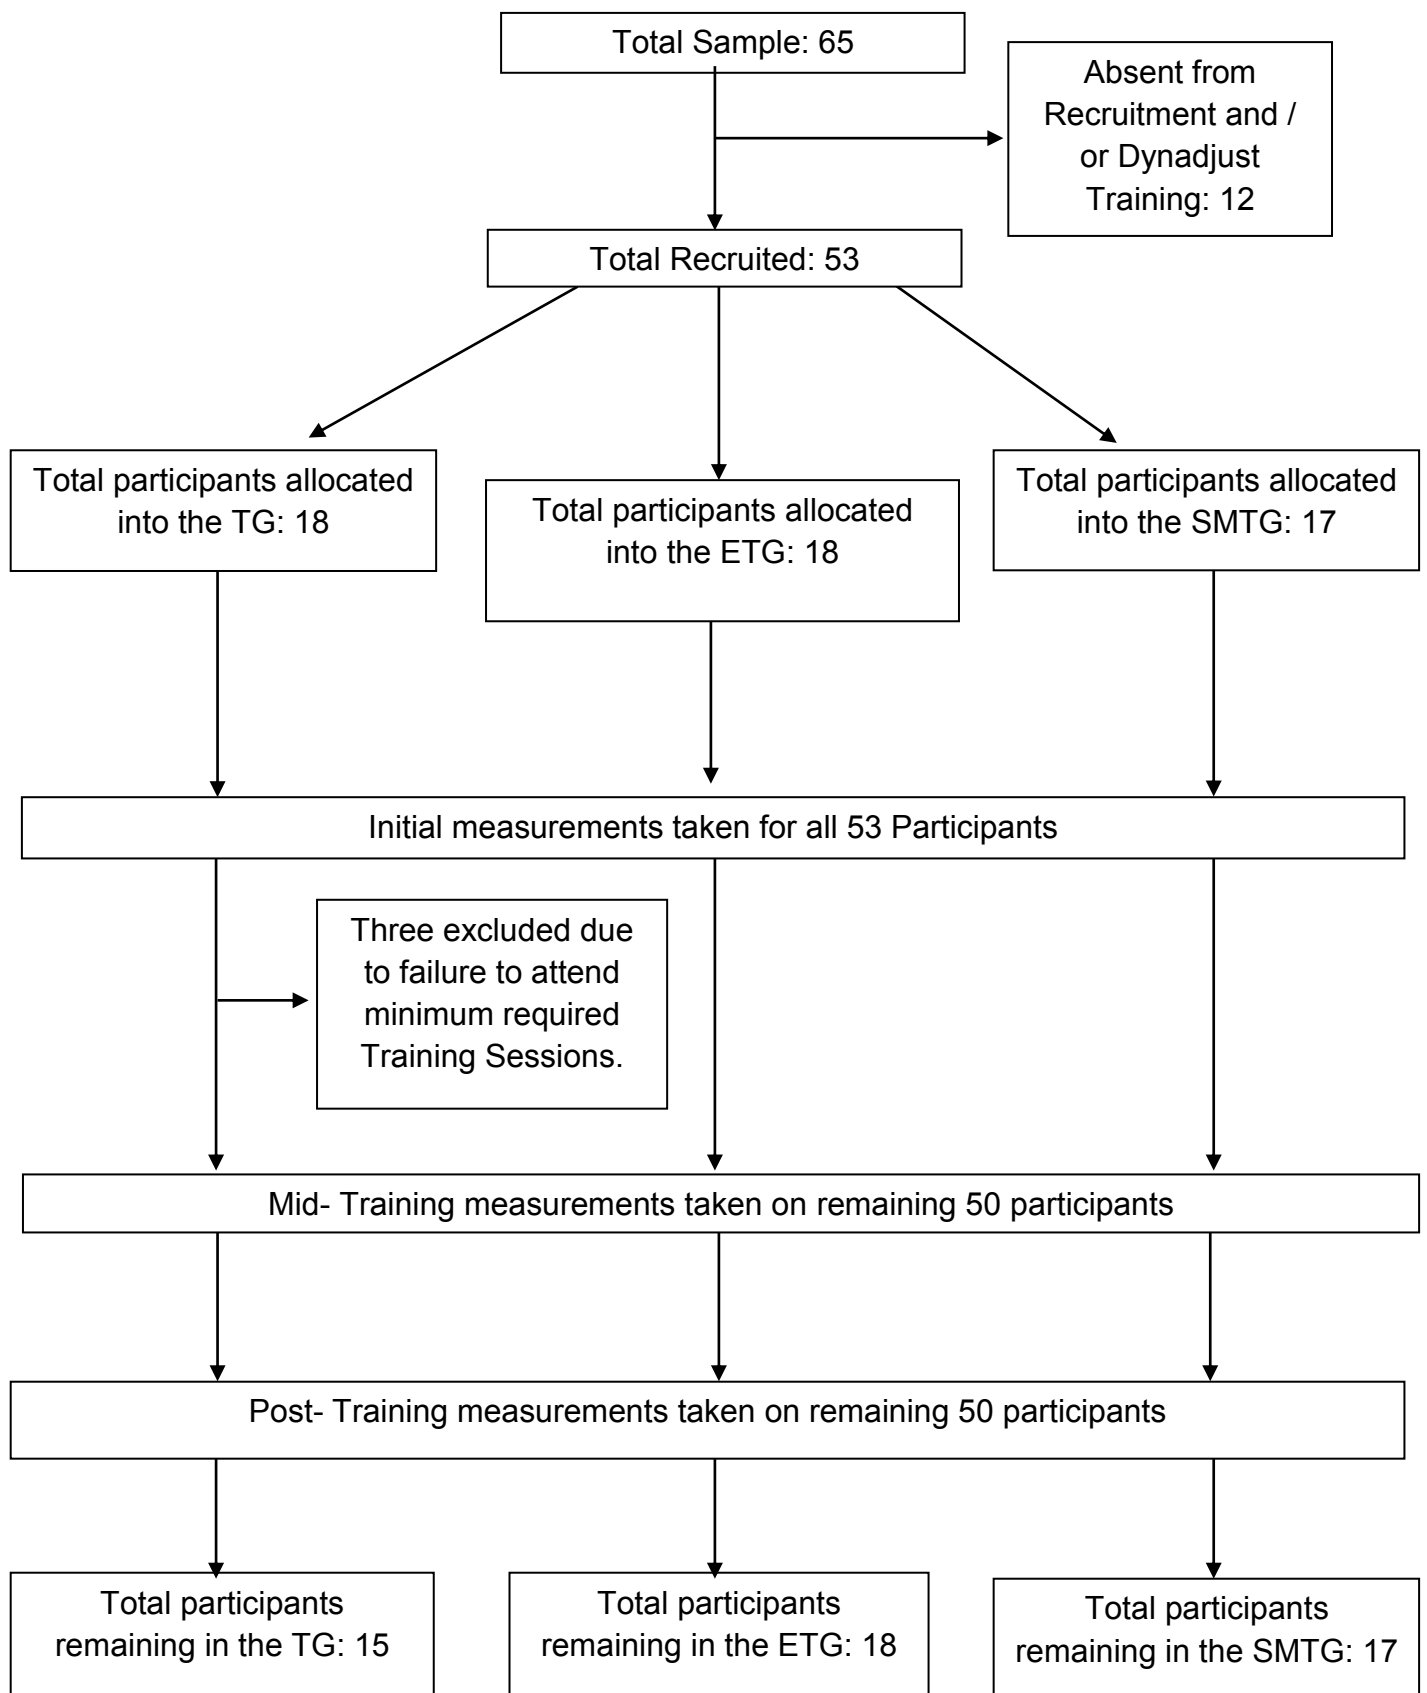 Total Sample: 65
Absent from
Recruitment and /
or Dynadjust
Training: 12
Total Recruited: 53
Total participants allocated
into the TG: 18
Total participants allocated
into the ETG: 18
Total participants allocated
into the SMTG: 17
Initial measurements taken for all 53 Participants
Three excluded due
to failure to attend
minimum required
Training Sessions.
Mid- Training measurements taken on remaining 50 participants
Post- Training measurements taken on remaining 50 participants
Total participants
remaining in the TG: 15
Total participants
remaining in the ETG: 18
Total participants
remaining in the SMTG: 17